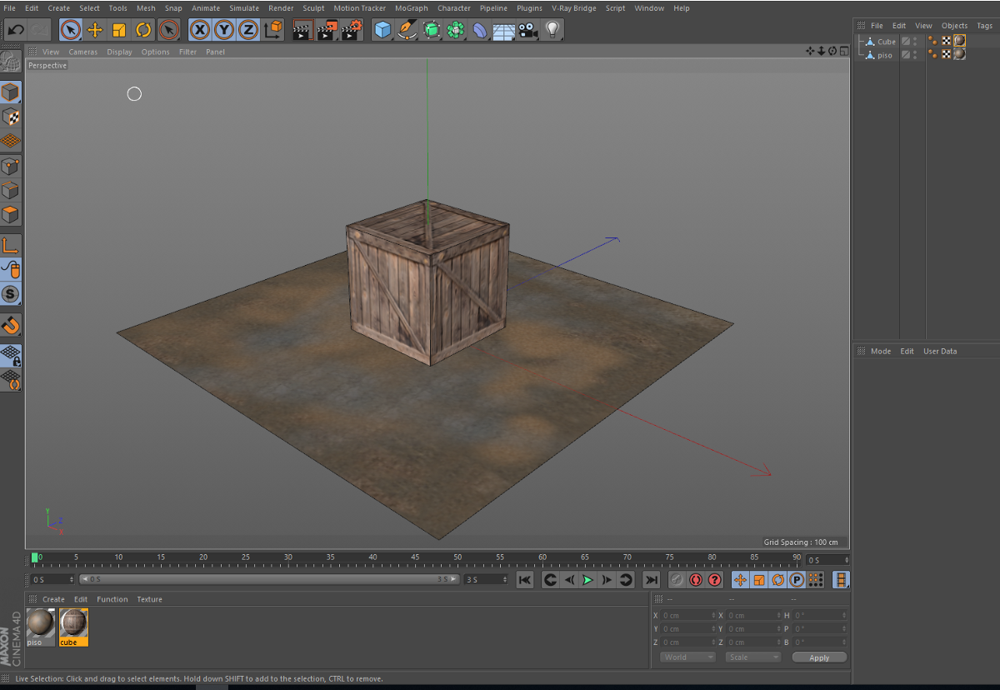 File Edit Create Select Tools Mesh Snap Animate Simulate Render Sculpt Motion Tracker MoGraph Character Pipeline Plugins V-Ray Bridge Script Window Help
File Edit View Objects Tags
X Y Z
Cube
piso
View Cameras Display Options Filter Panel
Perspective
S
Y
Z
X
Grid Spacing : 100 cm
Mode Edit User Data
0 5 10 15 20 25 30 35 40 45 50 55 60 65 70 75 80 85 90 0 S
0 S 0 S 3 S 3 S P
Create Edit Function Texture
-- -- --
X 0 cm X 0 cm H 0 °
Y 0 cm Y 0 cm P 0 °
Z 0 cm Z 0 cm B 0 °
World Scale Apply
piso cube
MAXON
CINEMA 4D
Live Selection: Click and drag to select elements. Hold down SHIFT to add to the selection, CTRL to remove.